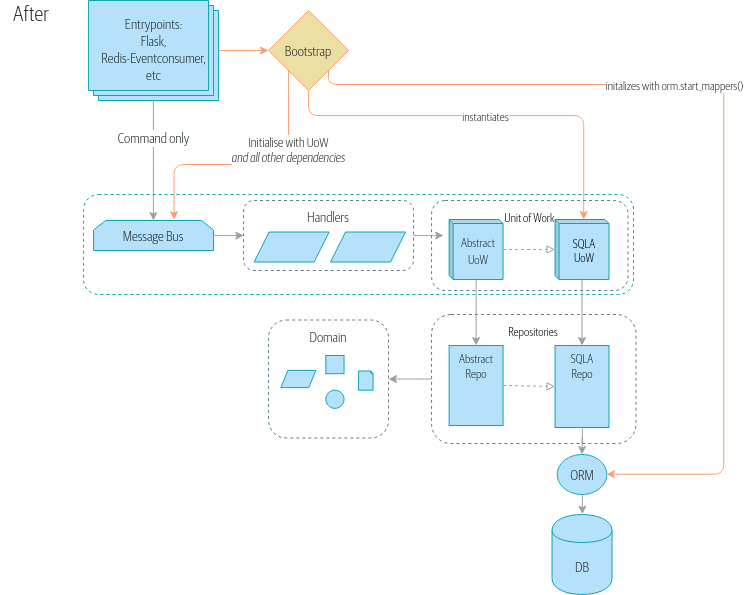 After
Entrypoints:
Flask,
Redis-Eventconsumer,
etc
Bootstrap
initalizes with orm.start_mappers()
instantiates
Command only
Initialise with UoW
and all other dependencies
Message Bus
Handlers
Unit of Work
Abstract
UoW
SQLA
UoW
Domain
Repositories
Abstract
Repo
SQLA
Repo
ORM
DB